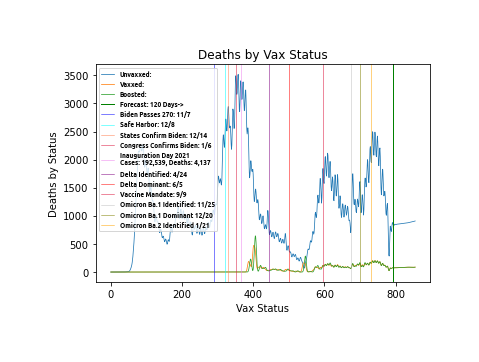 Deaths by Vax Status
Deaths by Status
3500
3000
2500
2000
1500
1000
500
0
Unvaxxed:
Vaxxed:
Boosted:
Forecast: 120 Days->
Biden Passes 270: 11/7
Safe Harbor: 12/8
States Confirm Biden: 12/14
Congress Confirms Biden: 1/6
Inauguration Day 2021
Cases: 192,539, Deaths: 4,137
Delta Identified: 4/24
Delta Dominant: 6/5
Vaccine Mandate: 9/9
Omicron Ba.1 Identified: 11/25
Omicron Ba.1 Dominant 12/20
Omicron Ba.2 Identified 1/21
0 200 400 600 800
Vax Status